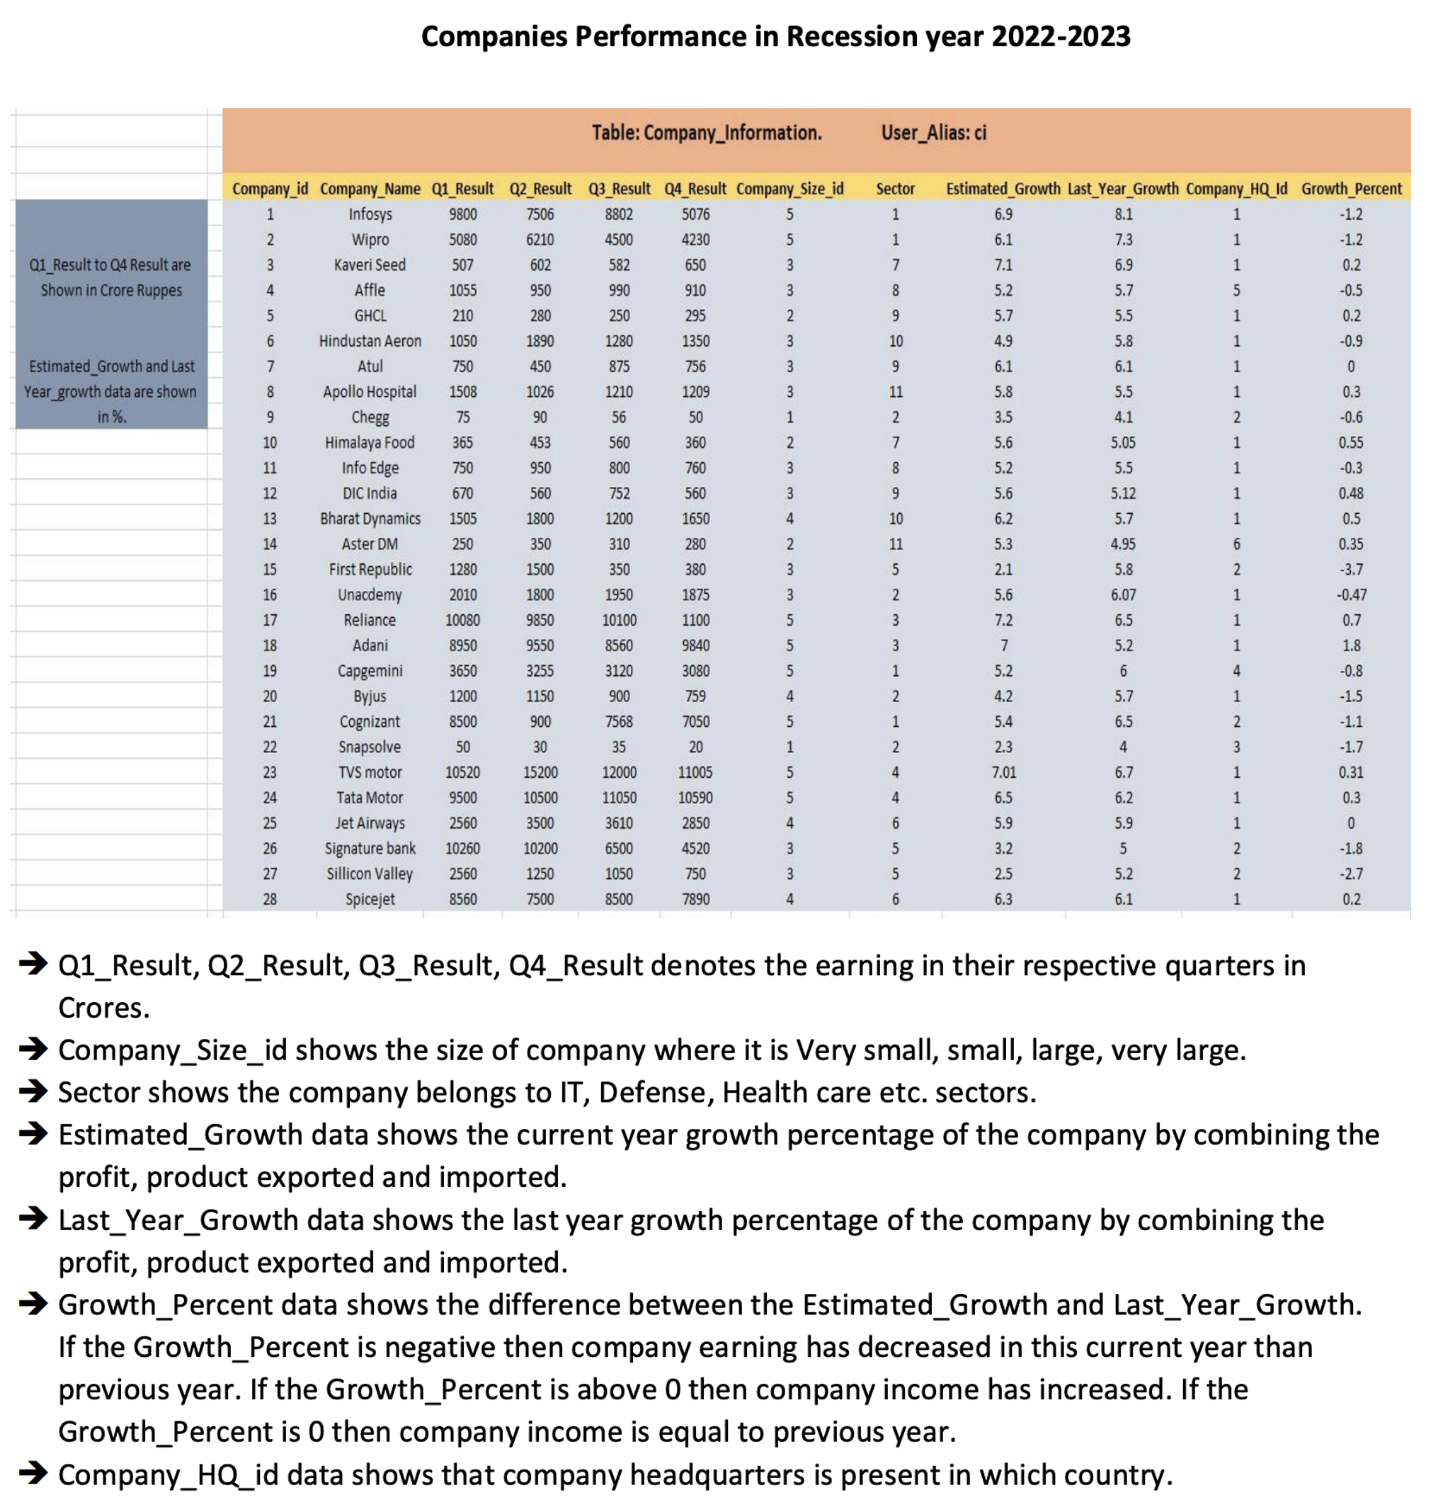 Companies Performance in Recession year 2022-2023
Table: Company_Information. User_Alias: ci
Company_id Company_Name Q1_Result Q2_Result Q3_Result Q4_Result Company_Size_id Sector Estimated_Growth Last_Year_Growth Company_HQ_Id Growth_Percent
1 Infosys 9800 7506 8802 5076 5 1 6.9 8.1 1 -1.2
2 Wipro 5080 6210 4500 4230 5 1 6.1 7.3 1 -1.2
3 Kaveri Seed 507 602 582 650 3 7 7.1 6.9 1 0.2
4 Affle 1055 950 990 910 3 8 5.2 5.7 5 -0.5
5 GHCL 210 280 250 295 2 9 5.7 5.5 1 0.2
6 Hindustan Aeron 1050 1890 1280 1350 3 10 4.9 5.8 1 -0.9
7 Atul 750 450 875 756 3 9 6.1 6.1 1 0
8 Apollo Hospital 1508 1026 1210 1209 3 11 5.8 5.5 1 0.3
9 Chegg 75 90 56 50 1 2 3.5 4.1 2 -0.6
10 Himalaya Food 365 453 560 360 2 7 5.6 5.05 1 0.55
11 Info Edge 750 950 800 760 3 8 5.2 5.5 1 -0.3
12 DIC India 670 560 752 560 3 9 5.6 5.12 1 0.48
13 Bharat Dynamics 1505 1800 1200 1650 4 10 6.2 5.7 1 0.5
14 Aster DM 250 350 310 280 2 11 5.3 4.95 6 0.35
15 First Republic 1280 1500 350 380 3 5 2.1 5.8 2 -3.7
16 Unacdemy 2010 1800 1950 1875 3 2 5.6 6.07 1 -0.47
17 Reliance 10080 9850 10100 1100 5 3 7.2 6.5 1 0.7
18 Adani 8950 9550 8560 9840 5 3 7 5.2 1 1.8
19 Capgemini 3650 3255 3120 3080 5 1 5.2 6 4 -0.8
20 Byjus 1200 1150 900 759 4 2 4.2 5.7 1 -1.5
21 Cognizant 8500 900 7568 7050 5 1 5.4 6.5 2 -1.1
22 Snapsolve 50 30 35 20 1 2 2.3 4 3 -1.7
23 TVS motor 10520 15200 12000 11005 5 4 7.01 6.7 1 0.31
24 Tata Motor 9500 10500 11050 10590 5 4 6.5 6.2 1 0.3
25 Jet Airways 2560 3500 3610 2850 4 6 5.9 5.9 1 0
26 Signature bank 10260 10200 6500 4520 3 5 3.2 5 2 -1.8
27 Sillicon Valley 2560 1250 1050 750 3 5 2.5 5.2 2 -2.7
28 Spicejet 8560 7500 8500 7890 4 6 6.3 6.1 1 0.2
Q1_Result to Q4 Result are
Shown in Crore Ruppes
Estimated_Growth and Last
Year_growth data are shown
in %.
➔ Q1_Result, Q2_Result, Q3_Result, Q4_Result denotes the earning in their respective quarters in
Crores.
➔ Company_Size_id shows the size of company where it is Very small, small, large, very large.
➔ Sector shows the company belongs to IT, Defense, Health care etc. sectors.
➔ Estimated_Growth data shows the current year growth percentage of the company by combining the
profit, product exported and imported.
➔ Last_Year_Growth data shows the last year growth percentage of the company by combining the
profit, product exported and imported.
➔ Growth_Percent data shows the difference between the Estimated_Growth and Last_Year_Growth.
If the Growth_Percent is negative then company earning has decreased in this current year than
previous year. If the Growth_Percent is above 0 then company income has increased. If the
Growth_Percent is 0 then company income is equal to previous year.
➔ Company_HQ_id data shows that company headquarters is present in which country.